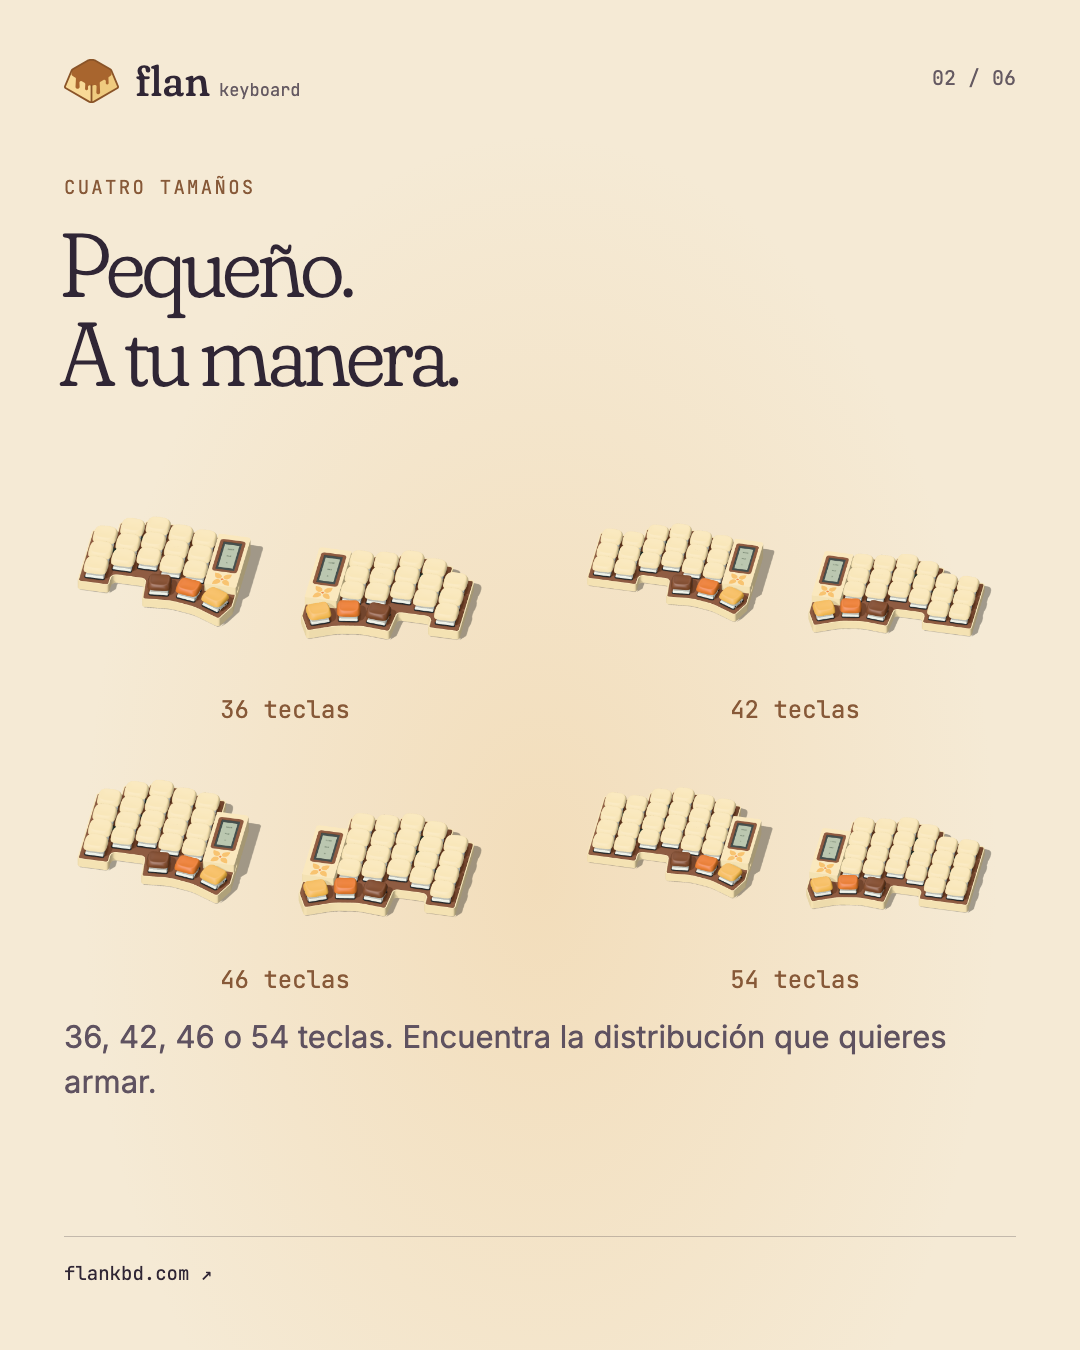 flan keyboard
02 / 06
CUATRO TAMAÑOS
Pequeño.
A tu manera.
36 teclas
42 teclas
46 teclas
54 teclas
36, 42, 46 o 54 teclas. Encuentra la distribución que quieres
armar.
flankbd.com ↗